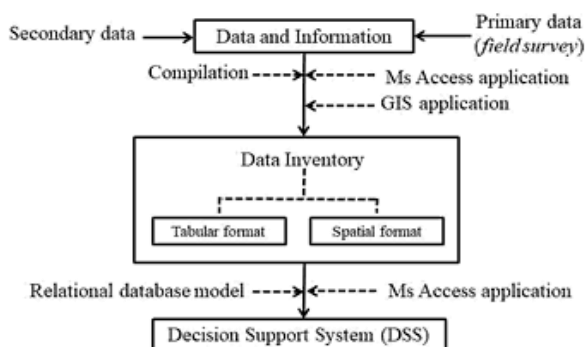 Secondary data
Data and Information
Primary data
(field survey)
Compilation
Ms Access application
GIS application
Data Inventory
Tabular format
Spatial format
Relational database model
Ms Access application
Decision Support System (DSS)